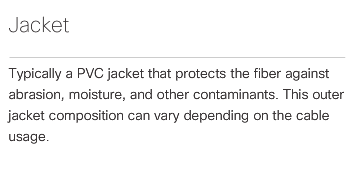 Jacket
Typically a PVC jacket that protects the fiber against
abrasion, moisture, and other contaminants. This outer
jacket composition can vary depending on the cable
usage.